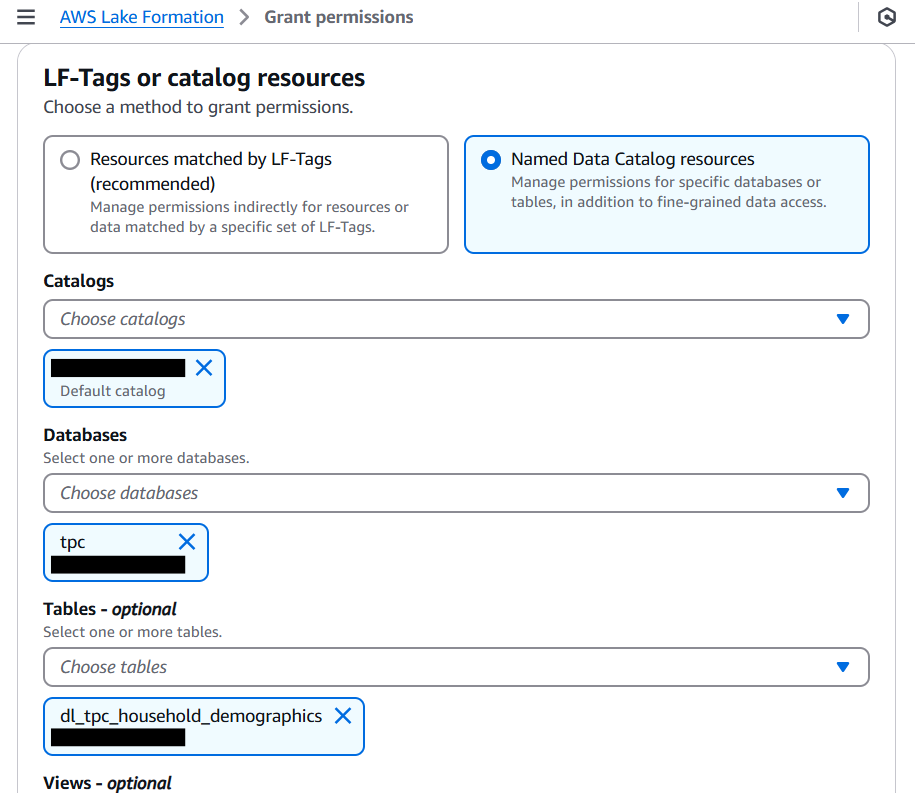 AWS Lake Formation > Grant permissions
LF-Tags or catalog resources
Choose a method to grant permissions.
Resources matched by LF-Tags
(recommended)
Manage permissions indirectly for resources or
data matched by a specific set of LF-Tags.
Named Data Catalog resources
Manage permissions for specific databases or
tables, in addition to fine-grained data access.
Catalogs
Choose catalogs
Default catalog
Databases
Select one or more databases.
Choose databases
tpc
Tables - optional
Select one or more tables.
Choose tables
dl_tpc_household_demographics
Views - optional